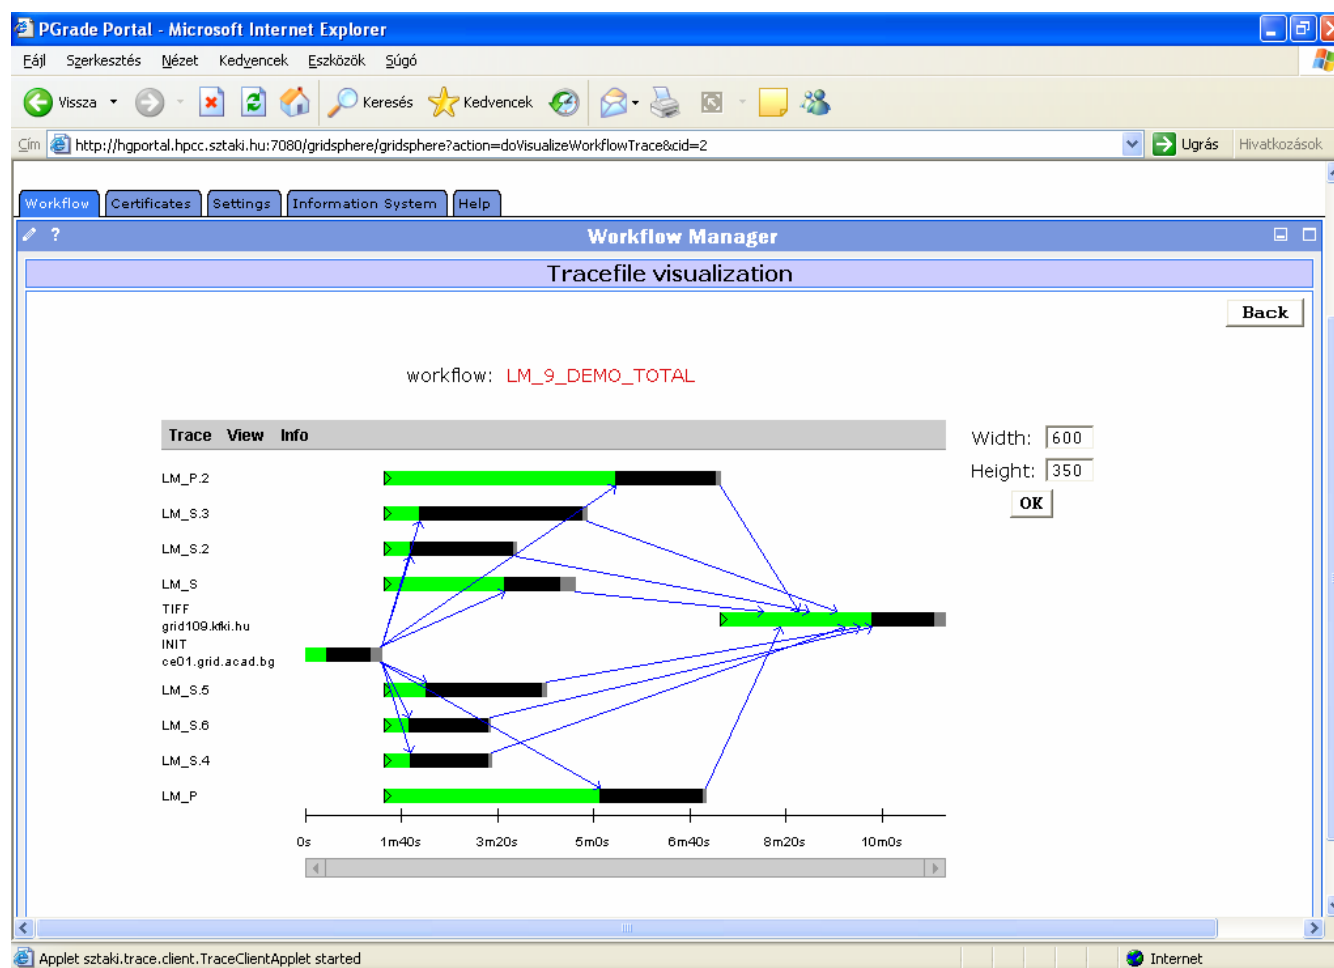 PGrade Portal - Microsoft Internet Explorer
Fájl Szerkesztés Nézet Kedvencek Eszközök Súgó
Vissza Keresés Kedvencek
Cím http://hgportal.hpcc.sztaki.hu:7080/gridsphere/gridsphere?action=doVisualizeWorkflowTrace&cid=2 Ugrás Hivatkozások
Workflow Certificates Settings Information System Help
? Workflow Manager
Tracefile visualization
Back
workflow: LM_9_DEMO_TOTAL
Trace View Info
Width: 600
Height: 350
OK
LM_P.2
LM_S.3
LM_S.2
LM_S
TIFF
grid109.kfki.hu
INIT
ce01.grid.acad.bg
LM_S.5
LM_S.6
LM_S.4
LM_P
0s 1m40s 3m20s 5m0s 6m40s 8m20s 10m0s
Applet sztaki.trace.client.TraceClientApplet started Internet